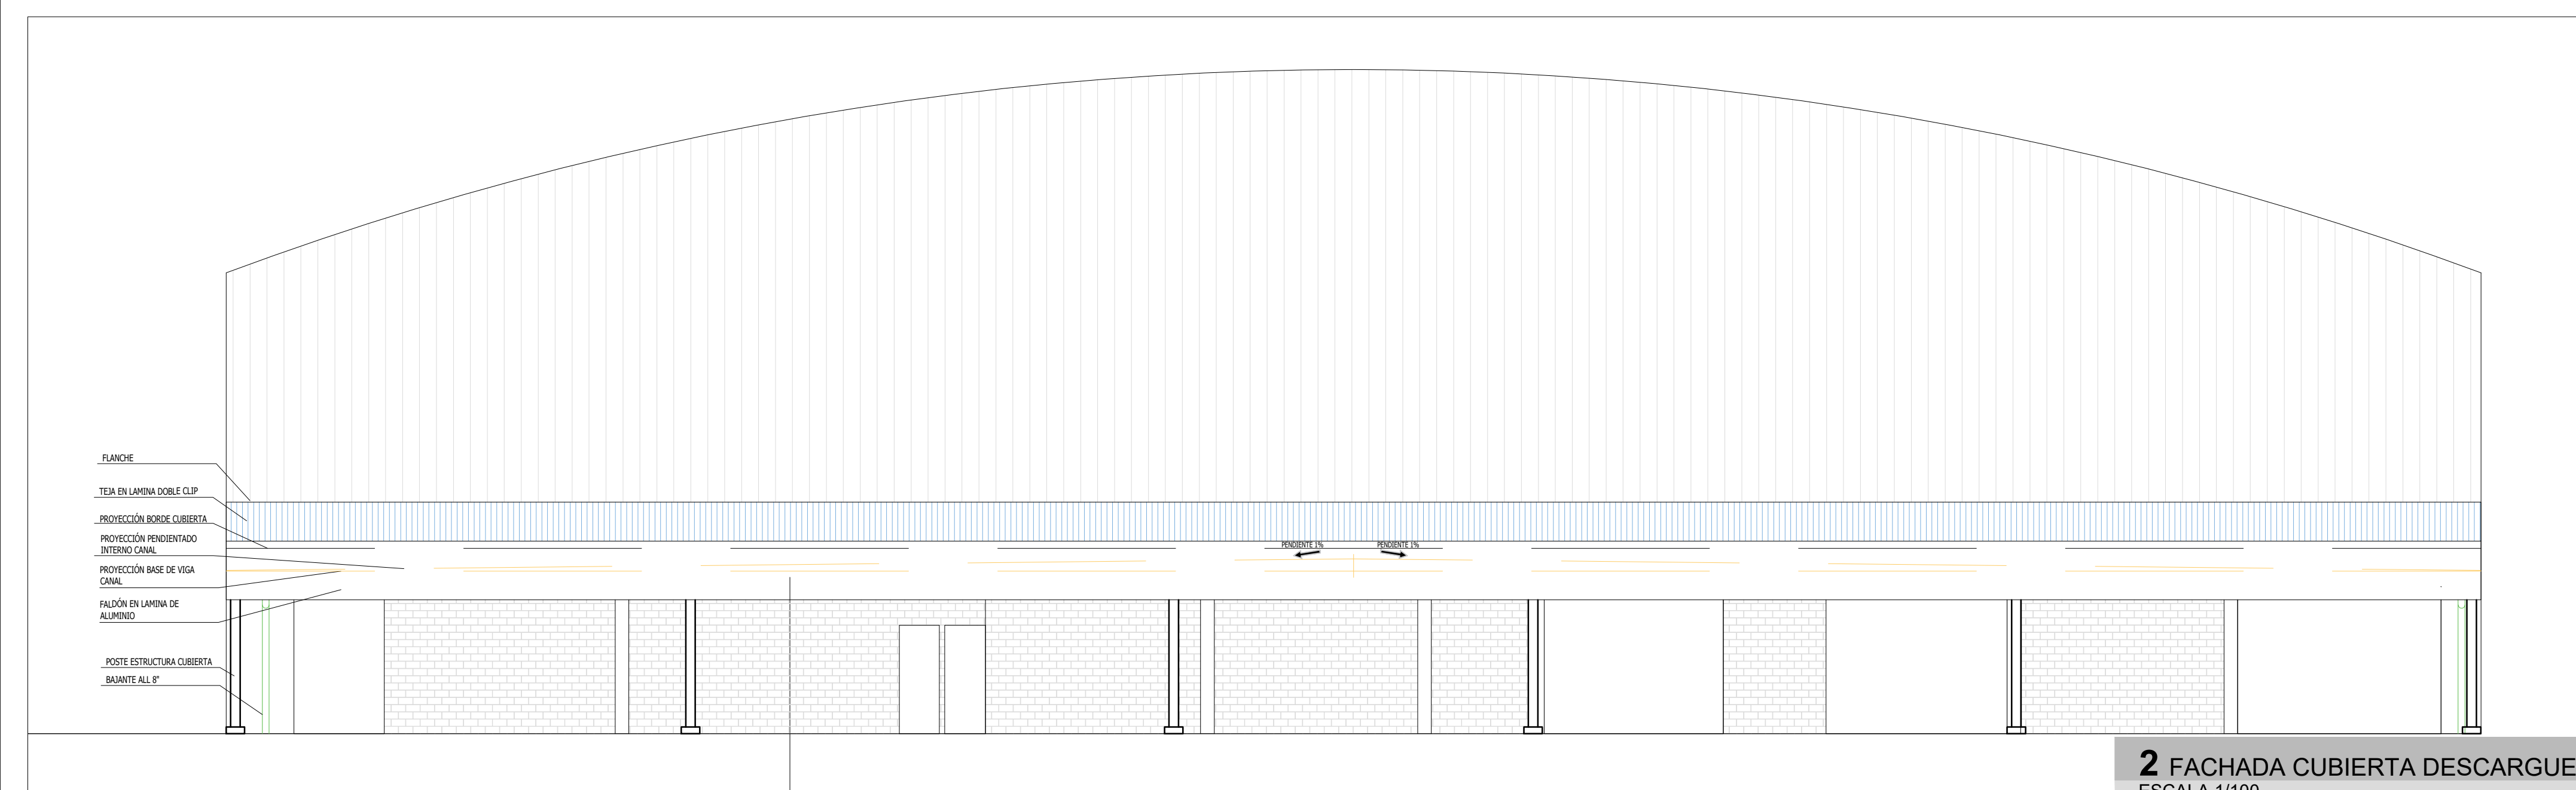 FLANCHE
TEJA EN LAMINA DOBLE CLIP
PROYECCIÓN BORDE CUBIERTA
PROYECCIÓN PENDIENTADO
INTERNO CANAL
PROYECCIÓN BASE DE VIGA
CANAL
FALDÓN EN LAMINA DE
ALUMINIO
POSTE ESTRUCTURA CUBIERTA
BAJANTE ALL 8"
PENDIENTE 1%
PENDIENTE 1%
2 FACHADA CUBIERTA DESCARGUE
ESCALA 1/100